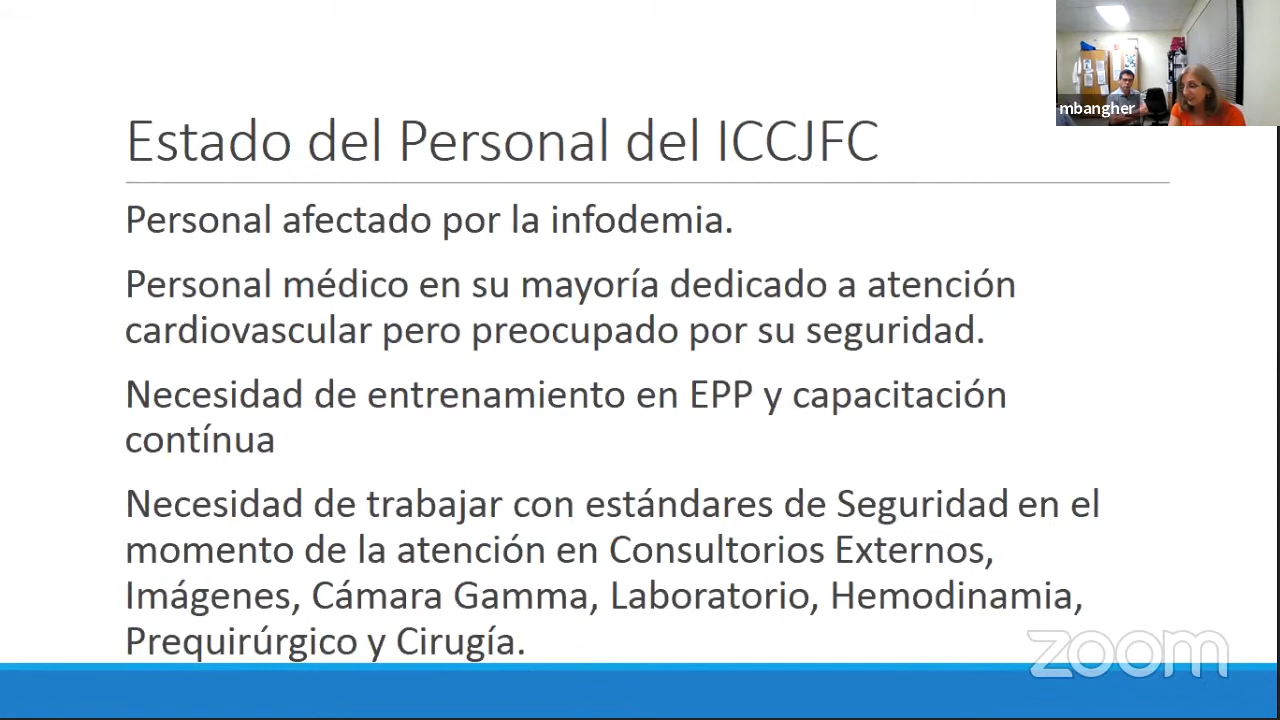 mbangher
Estado del Personal del ICCJFC
Personal afectado por la infodemia.
Personal médico en su mayoría dedicado a atención
cardiovascular pero preocupado por su seguridad.
Necesidad de entrenamiento en EPP y capacitación
contínua
Necesidad de trabajar con estándares de Seguridad en el
momento de la atención en Consultorios Externos,
Imágenes, Cámara Gamma, Laboratorio, Hemodinamia,
Prequirúrgico y Cirugía.
zoom